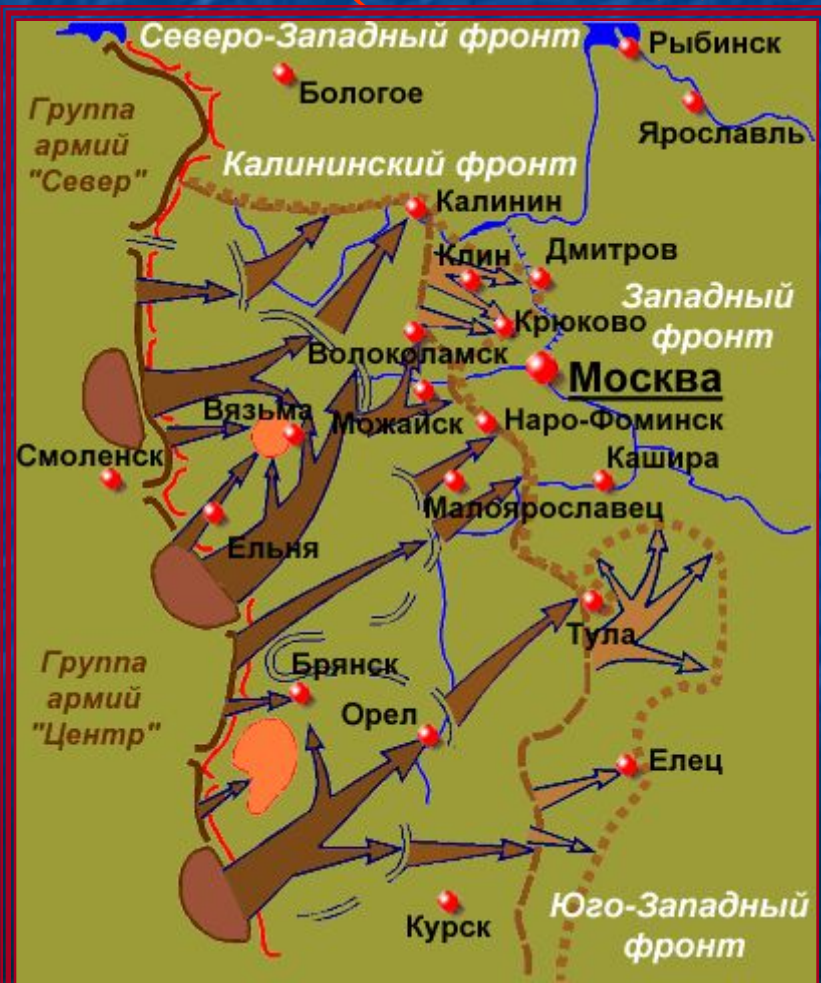 Северо-Западный фронт
Рыбинск
Бологое
Ярославль
Группа
армий
"Север"
Калининский фронт
Калинин
Клин
Дмитров
Западный
фронт
Крюково
Волоколамск
Москва
Вязьма
Можайск
Наро-Фоминск
Смоленск
Кашира
Малоярославец
Ельня
Тула
Группа
армий
"Центр"
Брянск
Орел
Елец
Курск
Юго-Западный
фронт